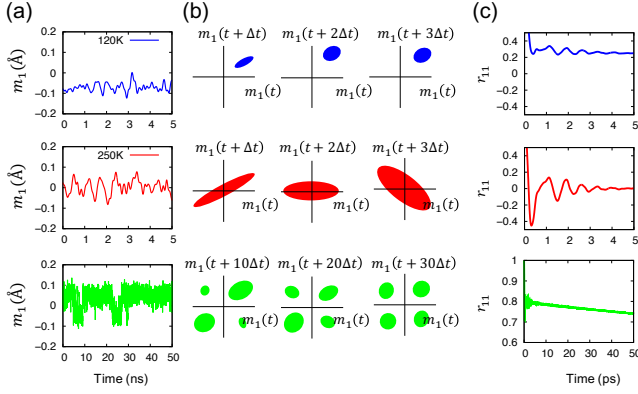 (a) (b) (c)
m₁(Å)
0.2
0.1
0
−0.1
−0.2
120K
0 1 2 3 4 5
m₁(t + Δt) m₁(t + 2Δt) m₁(t + 3Δt)
m₁(t) m₁(t) m₁(t)
r₁₁
0.4
0.2
0
-0.2
-0.4
0 1 2 3 4 5
m₁(Å)
0.2
0.1
0
−0.1
−0.2
250K
0 1 2 3 4 5
m₁(t + Δt) m₁(t + 2Δt) m₁(t + 3Δt)
m₁(t) m₁(t) m₁(t)
r₁₁
0.4
0.2
0
-0.2
-0.4
0 1 2 3 4 5
m₁(Å)
0.2
0.1
0
−0.1
−0.2
0 10 20 30 40 50
Time (ns)
m₁(t + 10Δt) m₁(t + 20Δt) m₁(t + 30Δt)
m₁(t) m₁(t) m₁(t)
r₁₁
1
0.9
0.8
0.7
0.6
0 10 20 30 40 50
Time (ps)